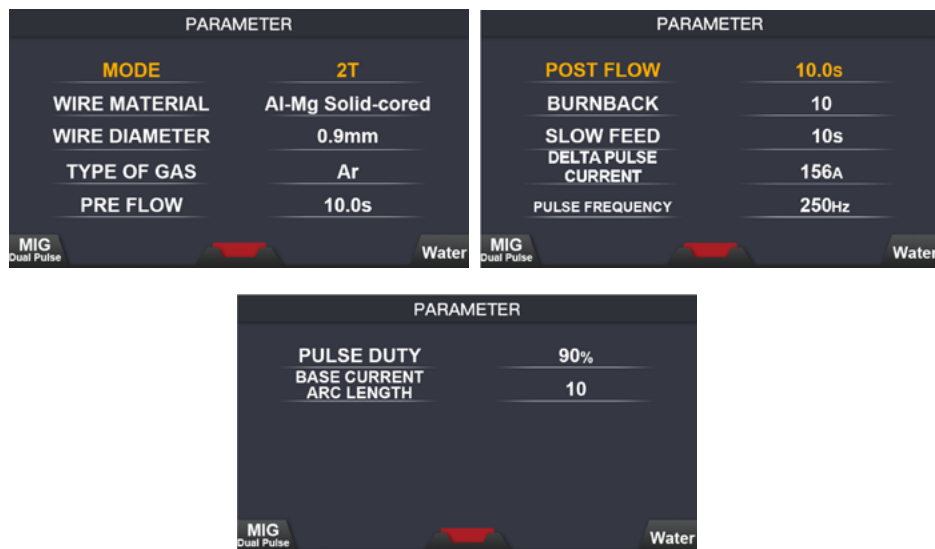 PARAMETER
MODE 2T
WIRE MATERIAL Al-Mg Solid-cored
WIRE DIAMETER 0.9mm
TYPE OF GAS Ar
PRE FLOW 10.0s
MIG
Dual Pulse
Water
PARAMETER
POST FLOW 10.0s
BURNBACK 10
SLOW FEED 10s
DELTA PULSE
CURRENT 156A
PULSE FREQUENCY 250Hz
MIG
Dual Pulse
Water
PARAMETER
PULSE DUTY 90%
BASE CURRENT
ARC LENGTH 10
MIG
Dual Pulse
Water